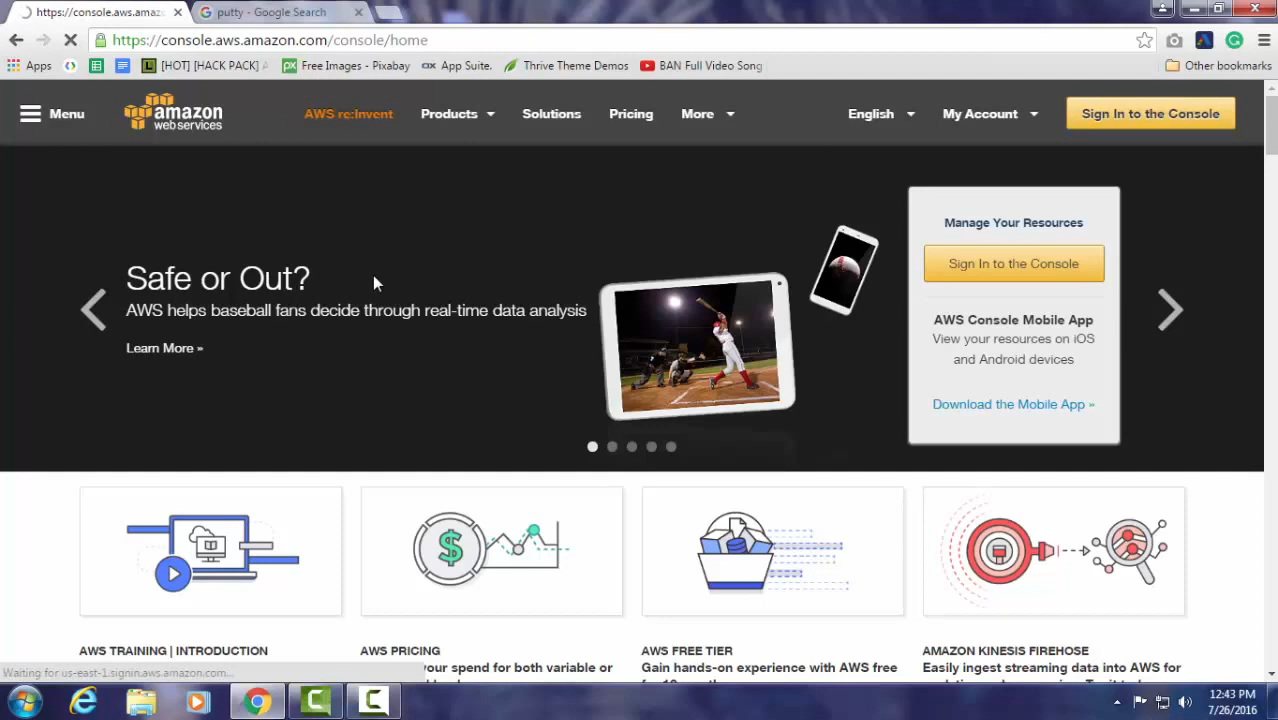 https://console.aws.amaz
putty - Google Search
https://console.aws.amazon.com/console/home
Apps
[HOT] [HACK PACK]
Free Images - Pixabay
App Suite.
Thrive Theme Demos
BAN Full Video Song
Other bookmarks
Menu
amazon
web services
AWS re:Invent
Products
Solutions
Pricing
More
English
My Account
Sign In to the Console
Safe or Out?
AWS helps baseball fans decide through real-time data analysis
Learn More »
Manage Your Resources
Sign In to the Console
AWS Console Mobile App
View your resources on iOS
and Android devices
Download the Mobile App »
AWS TRAINING | INTRODUCTION
AWS PRICING
your spend for both variable or
AWS FREE TIER
Gain hands-on experience with AWS free
AMAZON KINESIS FIREHOSE
Easily ingest streaming data into AWS for
Waiting for us-east-1.signin.aws.amazon.com...
12:43 PM
7/26/2016